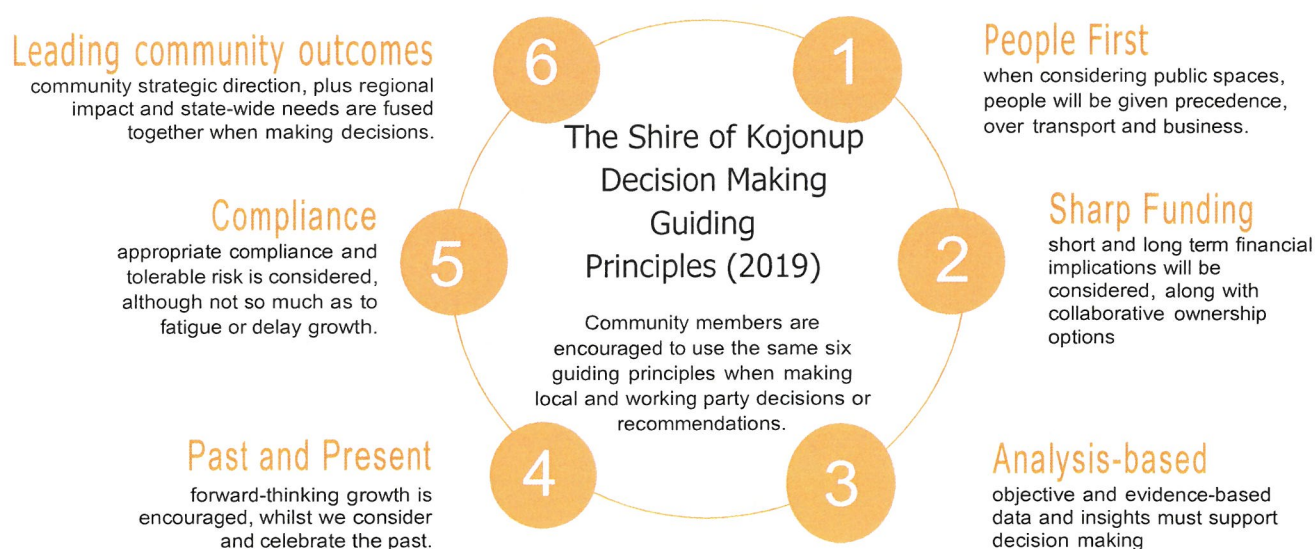 The Shire of Kojonup
Decision Making
Guiding
Principles (2019)
Community members are
encouraged to use the same six
guiding principles when making
local and working party decisions or
recommendations.
1
People First
when considering public spaces,
people will be given precedence,
over transport and business.
2
Sharp Funding
short and long term financial
implications will be
considered, along with
collaborative ownership
options
3
Analysis-based
objective and evidence-based
data and insights must support
decision making
4
Past and Present
forward-thinking growth is
encouraged, whilst we consider
and celebrate the past.
5
Compliance
appropriate compliance and
tolerable risk is considered,
although not so much as to
fatigue or delay growth.
6
Leading community outcomes
community strategic direction, plus regional
impact and state-wide needs are fused
together when making decisions.